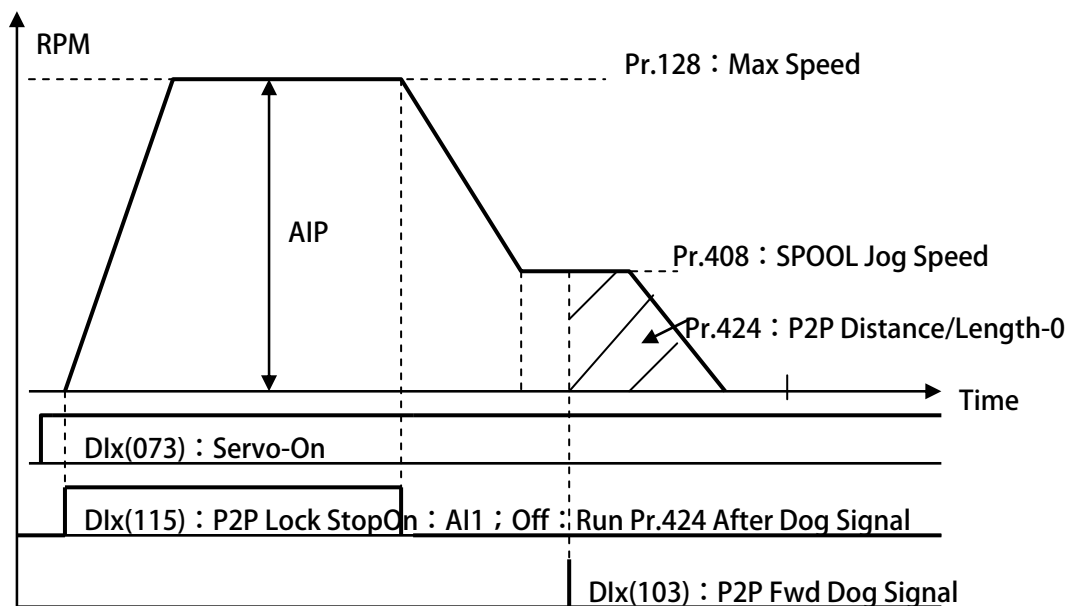 RPM
Pr.128：Max Speed
AIP
Pr.408：SPOOL Jog Speed
Pr.424：P2P Distance/Length-0
Time
DIx(073)：Servo-On
DIx(115)：P2P Lock StopOn：AI1；Off：Run Pr.424 After Dog Signal
DIx(103)：P2P Fwd Dog Signal